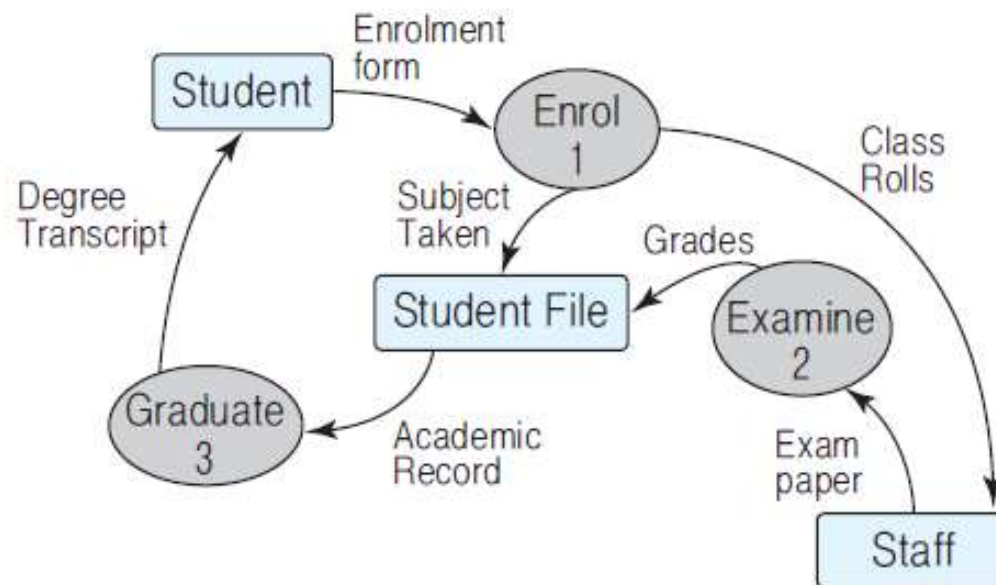 Enrolment
form
Student
Enrol
1
Class
Rolls
Degree
Transcript
Subject
Taken
Grades
Student File
Examine
2
Graduate
3
Academic
Record
Exam
paper
Staff